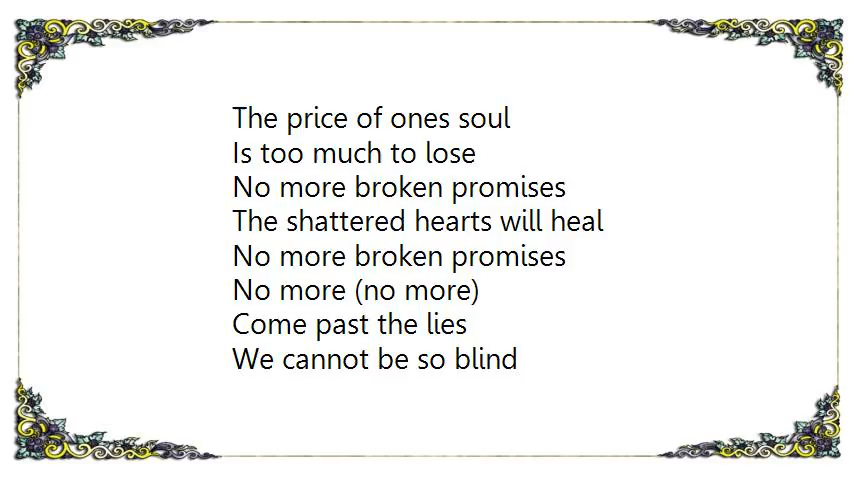 The price of ones soul
Is too much to lose
No more broken promises
The shattered hearts will heal
No more broken promises
No more (no more)
Come past the lies
We cannot be so blind